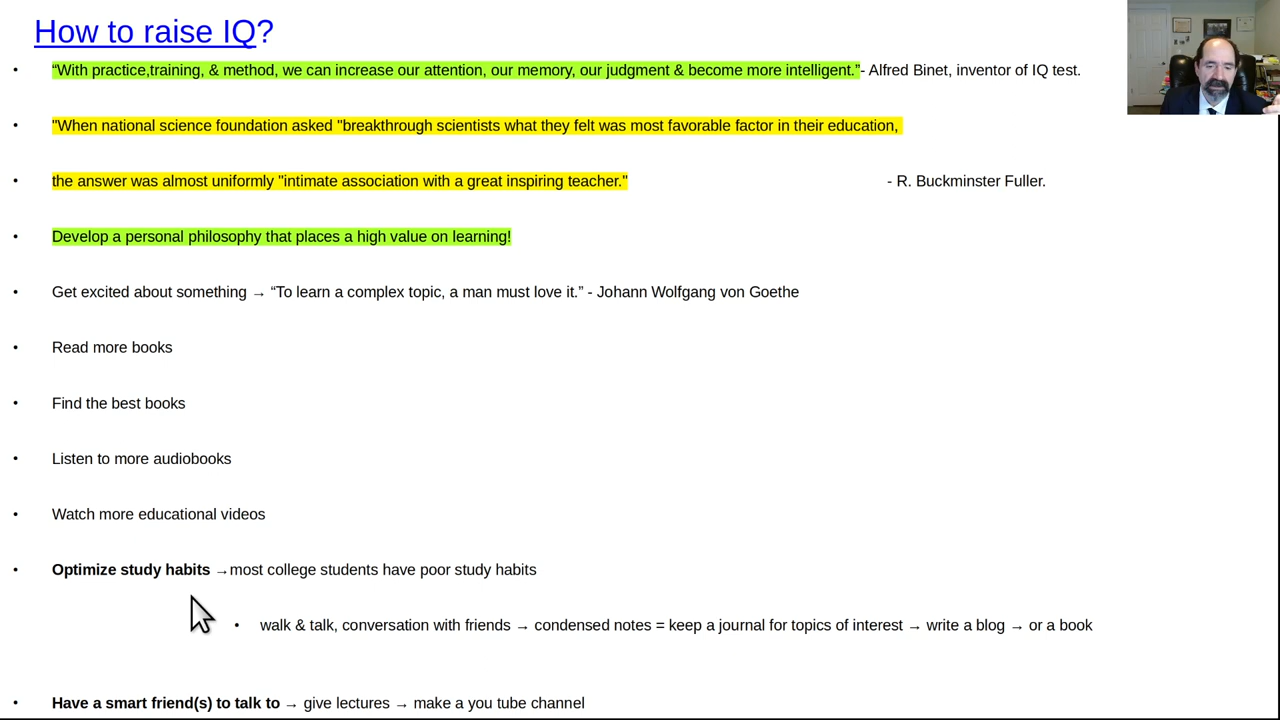 How to raise IQ?
• “With practice,training, & method, we can increase our attention, our memory, our judgment & become more intelligent.”- Alfred Binet, inventor of IQ test.
• "When national science foundation asked "breakthrough scientists what they felt was most favorable factor in their education,
• the answer was almost uniformly "intimate association with a great inspiring teacher." - R. Buckminster Fuller.
• Develop a personal philosophy that places a high value on learning!
• Get excited about something → “To learn a complex topic, a man must love it.” - Johann Wolfgang von Goethe
• Read more books
• Find the best books
• Listen to more audiobooks
• Watch more educational videos
• Optimize study habits →most college students have poor study habits
• walk & talk, conversation with friends → condensed notes = keep a journal for topics of interest → write a blog → or a book
• Have a smart friend(s) to talk to → give lectures → make a you tube channel